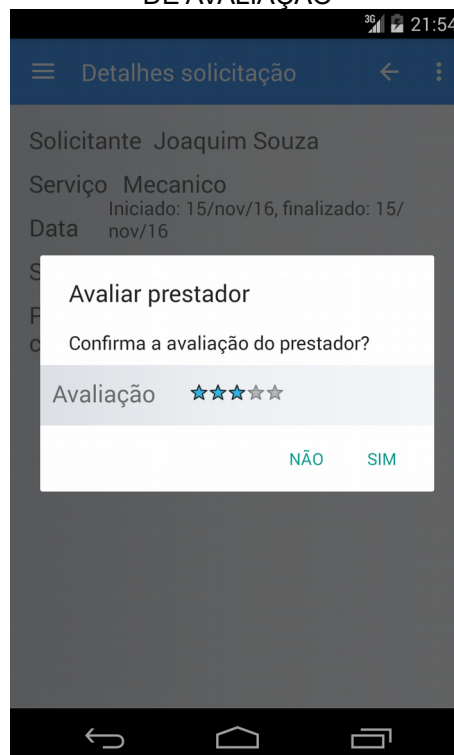 DE AVALIAÇÃO
3G 21:54
Detalhes solicitação
Solicitante Joaquim Souza
Serviço Mecanico
Iniciado: 15/nov/16, finalizado: 15/
Data nov/16
S
Avaliar prestador
P
Confirma a avaliação do prestador?
c
Avaliação
NÃO SIM